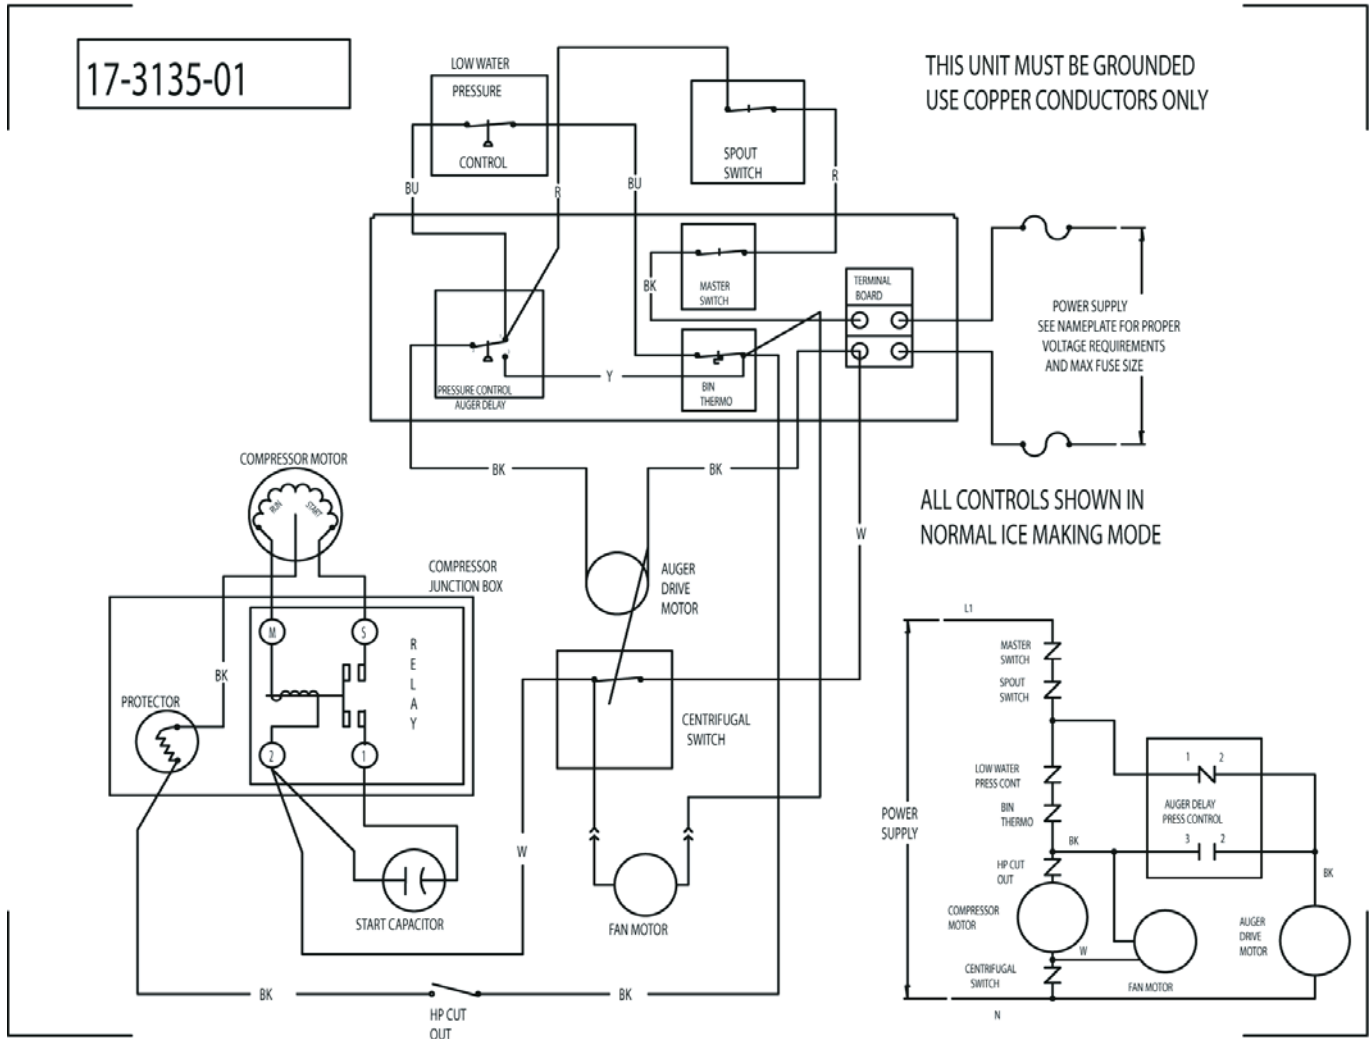 17-3135-01
LOW WATER
PRESSURE
CONTROL
SPOUT
SWITCH
THIS UNIT MUST BE GROUNDED
USE COPPER CONDUCTORS ONLY
BU
R
BU
R
BK
MASTER
SWITCH
TERMINAL
BOARD
POWER SUPPLY
SEE NAMEPLATE FOR PROPER
VOLTAGE REQUIREMENTS
AND MAX FUSE SIZE
Y
BIN
THERMO
PRESSURE CONTROL
AUGER DELAY
BK
BK
W
ALL CONTROLS SHOWN IN
NORMAL ICE MAKING MODE
COMPRESSOR MOTOR
RUN
START
COMPRESSOR
JUNCTION BOX
AUGER
DRIVE
MOTOR
M
S
RELAY
BK
PROTECTOR
2
1
CENTRIFUGAL
SWITCH
W
START CAPACITOR
FAN MOTOR
BK
BK
HP CUT
OUT
L1
MASTER
SWITCH
SPOUT
SWITCH
LOW WATER
PRESS CONT
BIN
THERMO
1 2
AUGER DELAY
PRESS CONTROL
3 2
POWER
SUPPLY
BK
HP CUT
OUT
BK
COMPRESSOR
MOTOR
W
CENTRIFUGAL
SWITCH
FAN MOTOR
AUGER
DRIVE
MOTOR
N